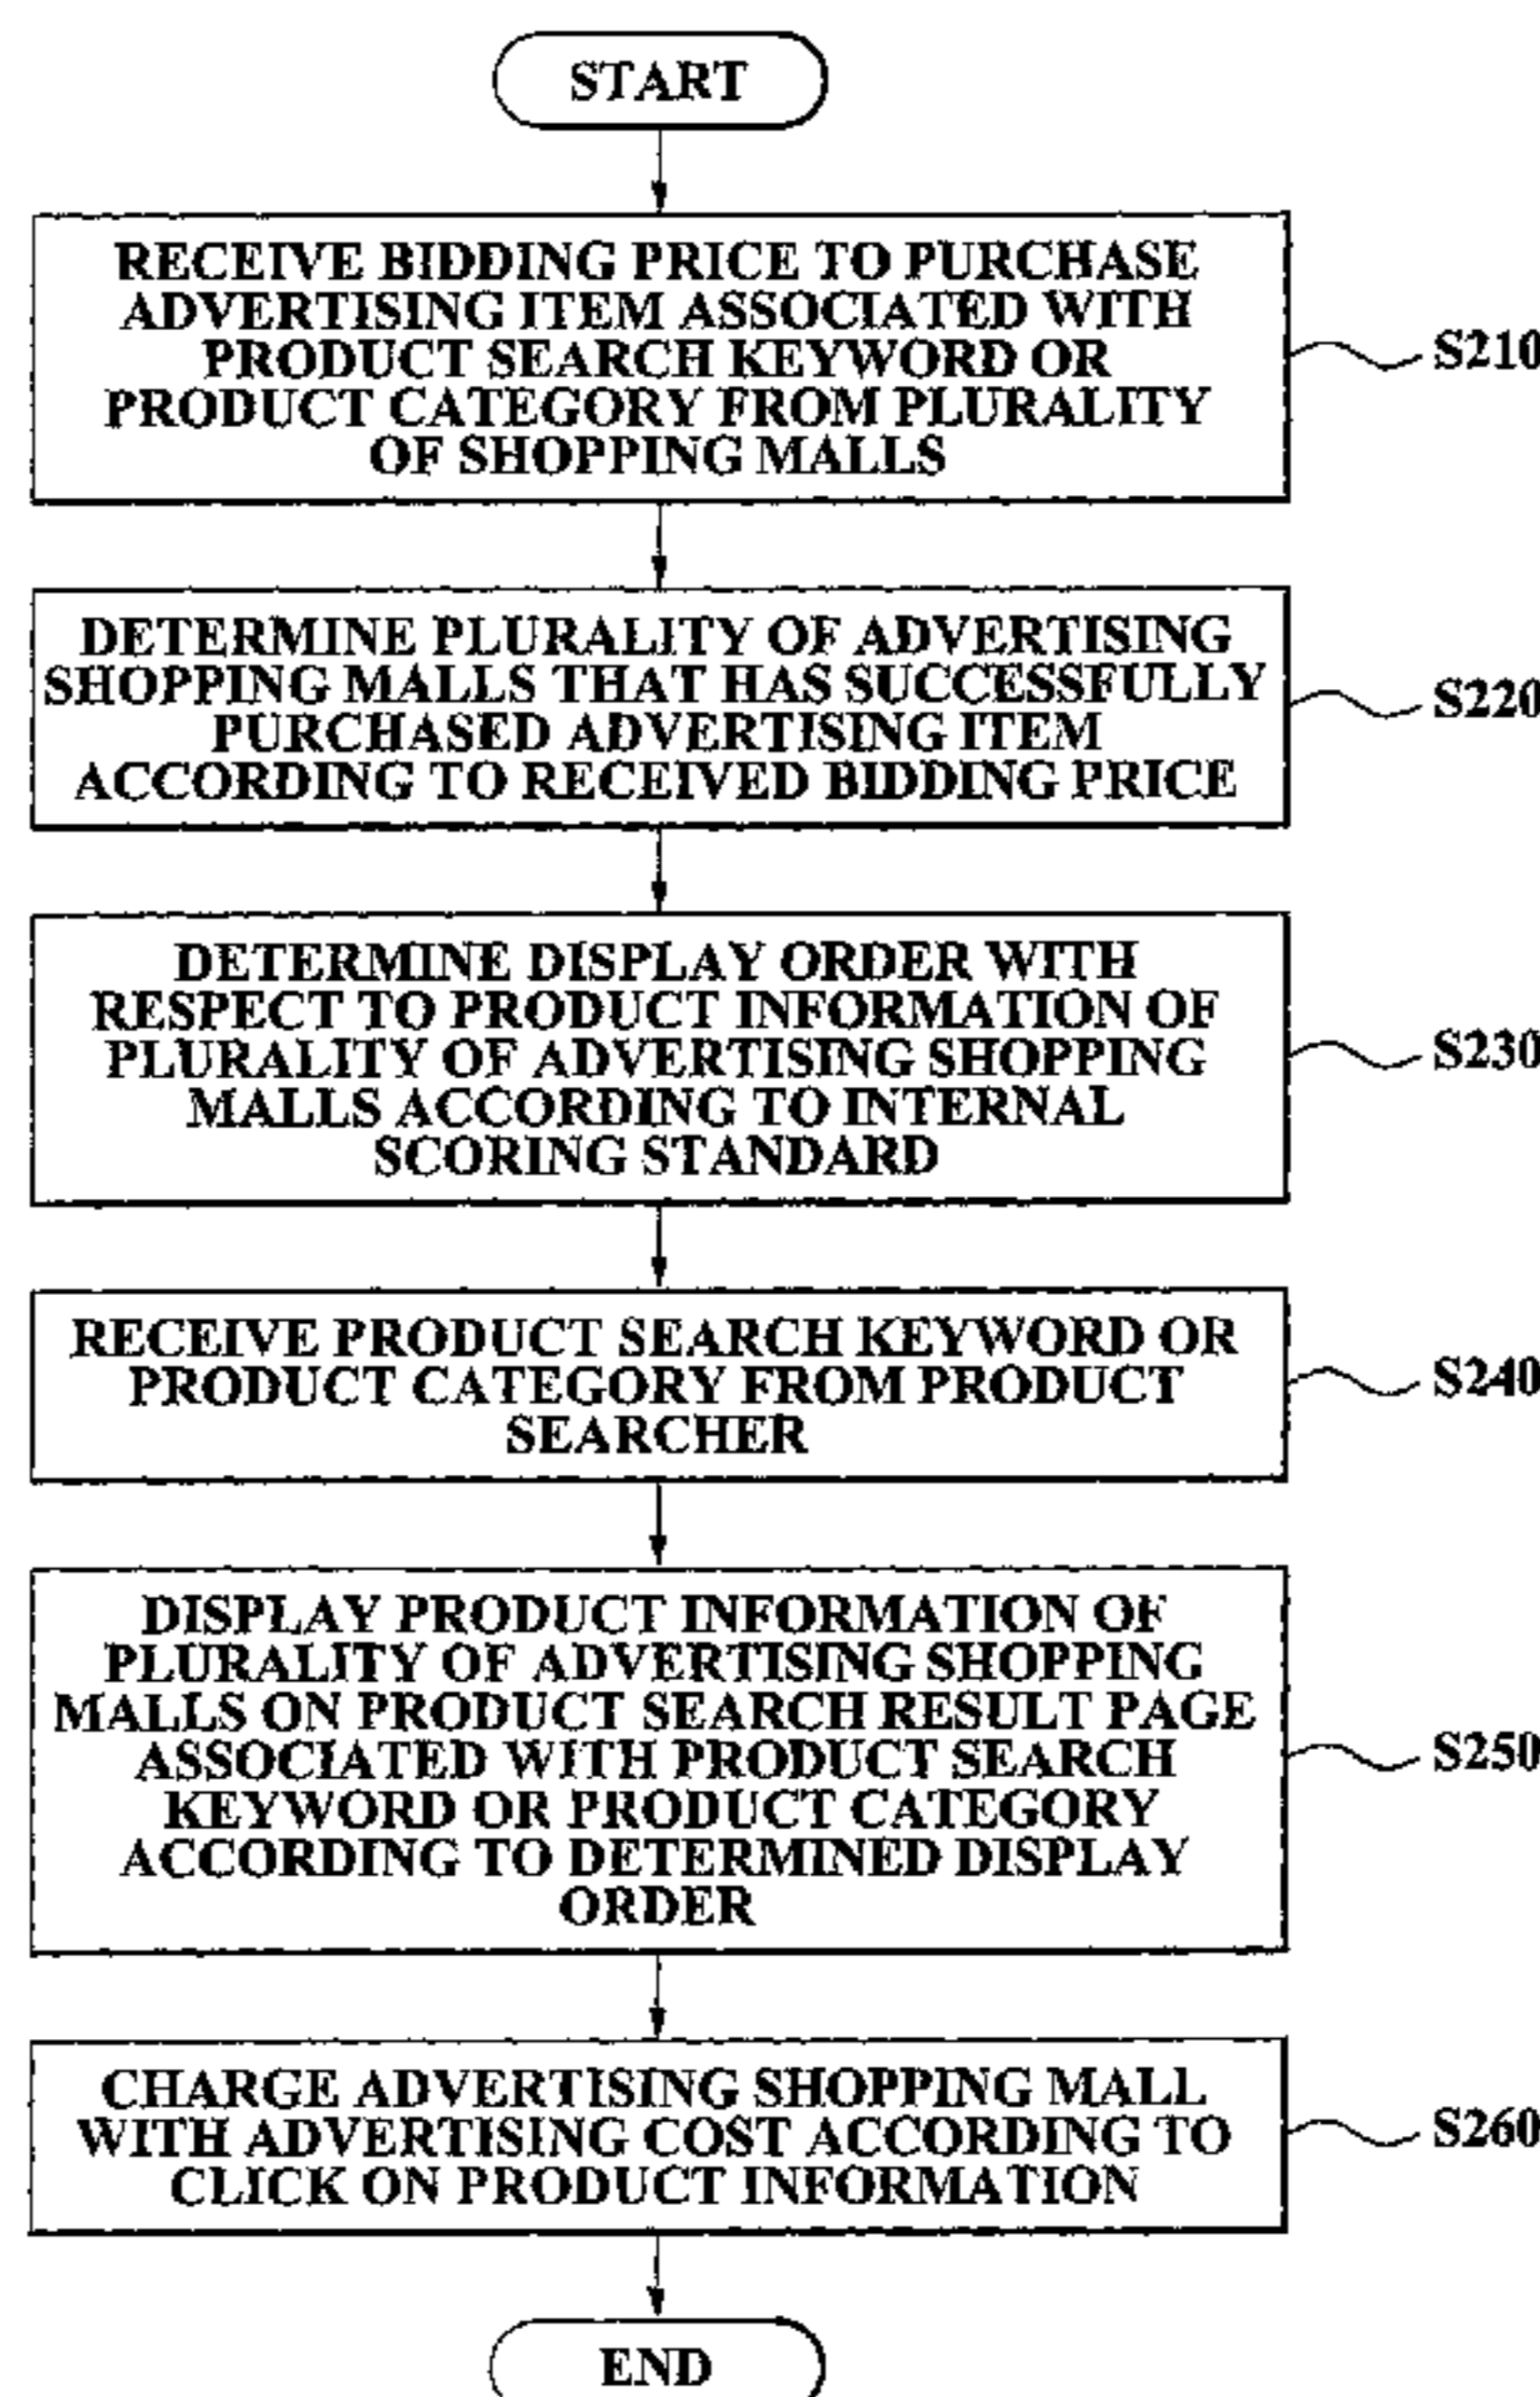 START
RECEIVE BIDDING PRICE TO PURCHASE
ADVERTISING ITEM ASSOCIATED WITH
PRODUCT SEARCH KEYWORD OR
PRODUCT CATEGORY FROM PLURALITY
OF SHOPPING MALLS
S210
DETERMINE PLURALITY OF ADVERTISING
SHOPPING MALLS THAT HAS SUCCESSFULLY
PURCHASED ADVERTISING ITEM
ACCORDING TO RECEIVED BIDDING PRICE
S220
DETERMINE DISPLAY ORDER WITH
RESPECT TO PRODUCT INFORMATION OF
PLURALITY OF ADVERTISING SHOPPING
MALLS ACCORDING TO INTERNAL
SCORING STANDARD
S230
RECEIVE PRODUCT SEARCH KEYWORD OR
PRODUCT CATEGORY FROM PRODUCT
SEARCHER
S240
DISPLAY PRODUCT INFORMATION OF
PLURALITY OF ADVERTISING SHOPPING
MALLS ON PRODUCT SEARCH RESULT PAGE
ASSOCIATED WITH PRODUCT SEARCH
KEYWORD OR PRODUCT CATEGORY
ACCORDING TO DETERMINED DISPLAY
ORDER
S250
CHARGE ADVERTISING SHOPPING MALL
WITH ADVERTISING COST ACCORDING TO
CLICK ON PRODUCT INFORMATION
S260
END